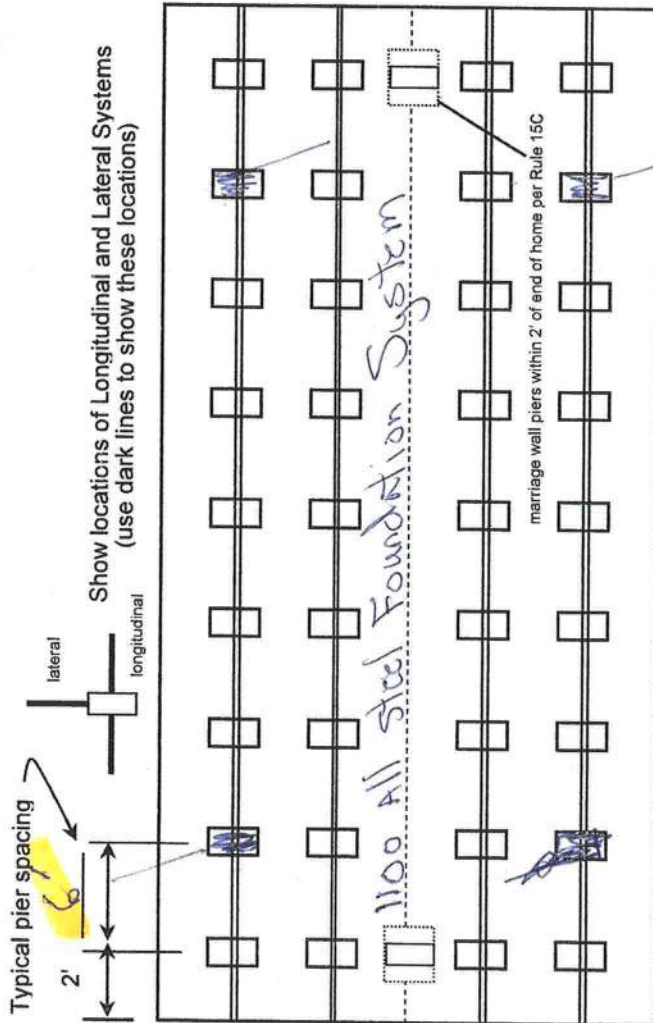 Typical pier spacing
6'
2'
lateral
longitudinal
Show locations of Longitudinal and Lateral Systems
(use dark lines to show these locations)
1100 All Steel Foundation System
marriage wall piers within 2' of end of home per Rule 15C